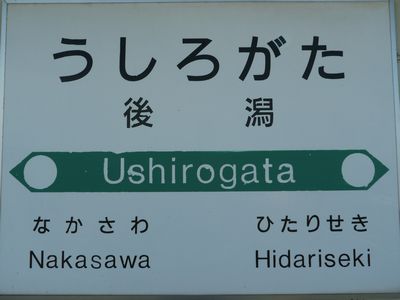 うしろがた
後潟
Ushirogata
なかさわ ひたりせき
Nakasawa Hidariseki